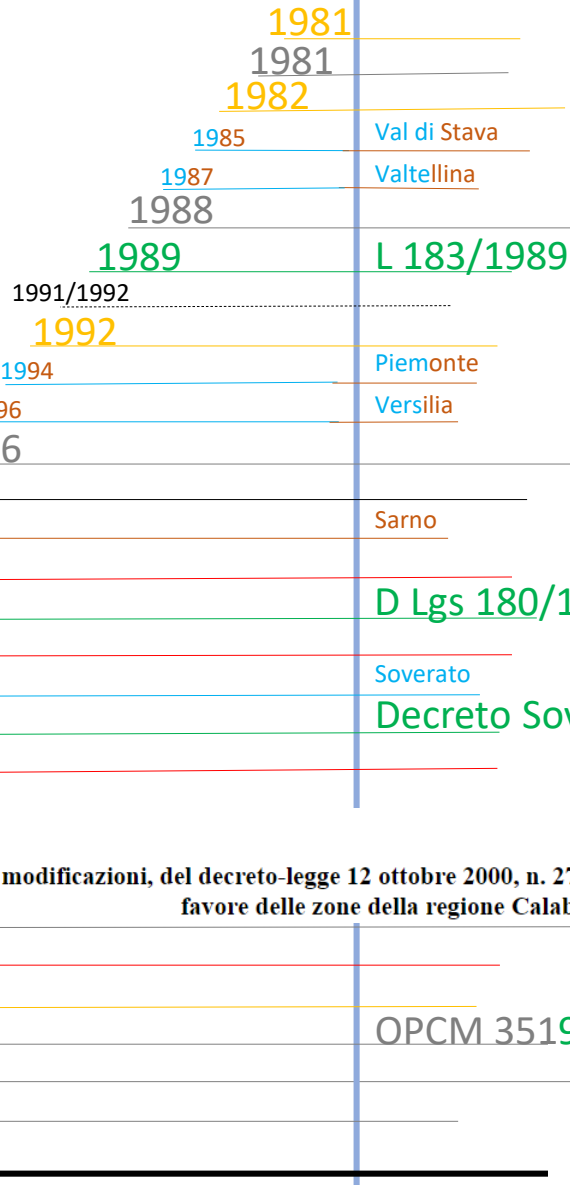 1981
1981
1982
1985 Val di Stava
1987 Valtellina
1988
1989 L 183/1989
1991/1992
1992
1994 Piemonte
96 Versilia
6
Sarno
D Lgs 180/1
Soverato
Decreto Sov
modificazioni, del decreto-legge 12 ottobre 2000, n. 27
favore delle zone della regione Calab
OPCM 3519